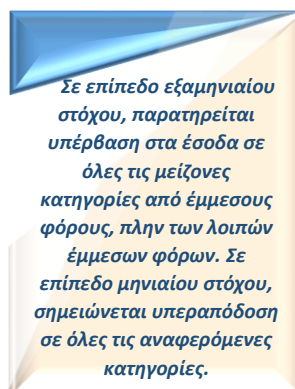 Σε επίπεδο εξαμηνιαίου
στόχου, παρατηρείται
υπέρβαση στα έσοδα σε
όλες τις μείζονες
κατηγορίες από έμμεσους
φόρους, πλην των λοιπών
έμμεσων φόρων. Σε
επίπεδο μηνιαίου στόχου,
σημειώνεται υπεραπόδοση
σε όλες τις αναφερόμενες
κατηγορίες.